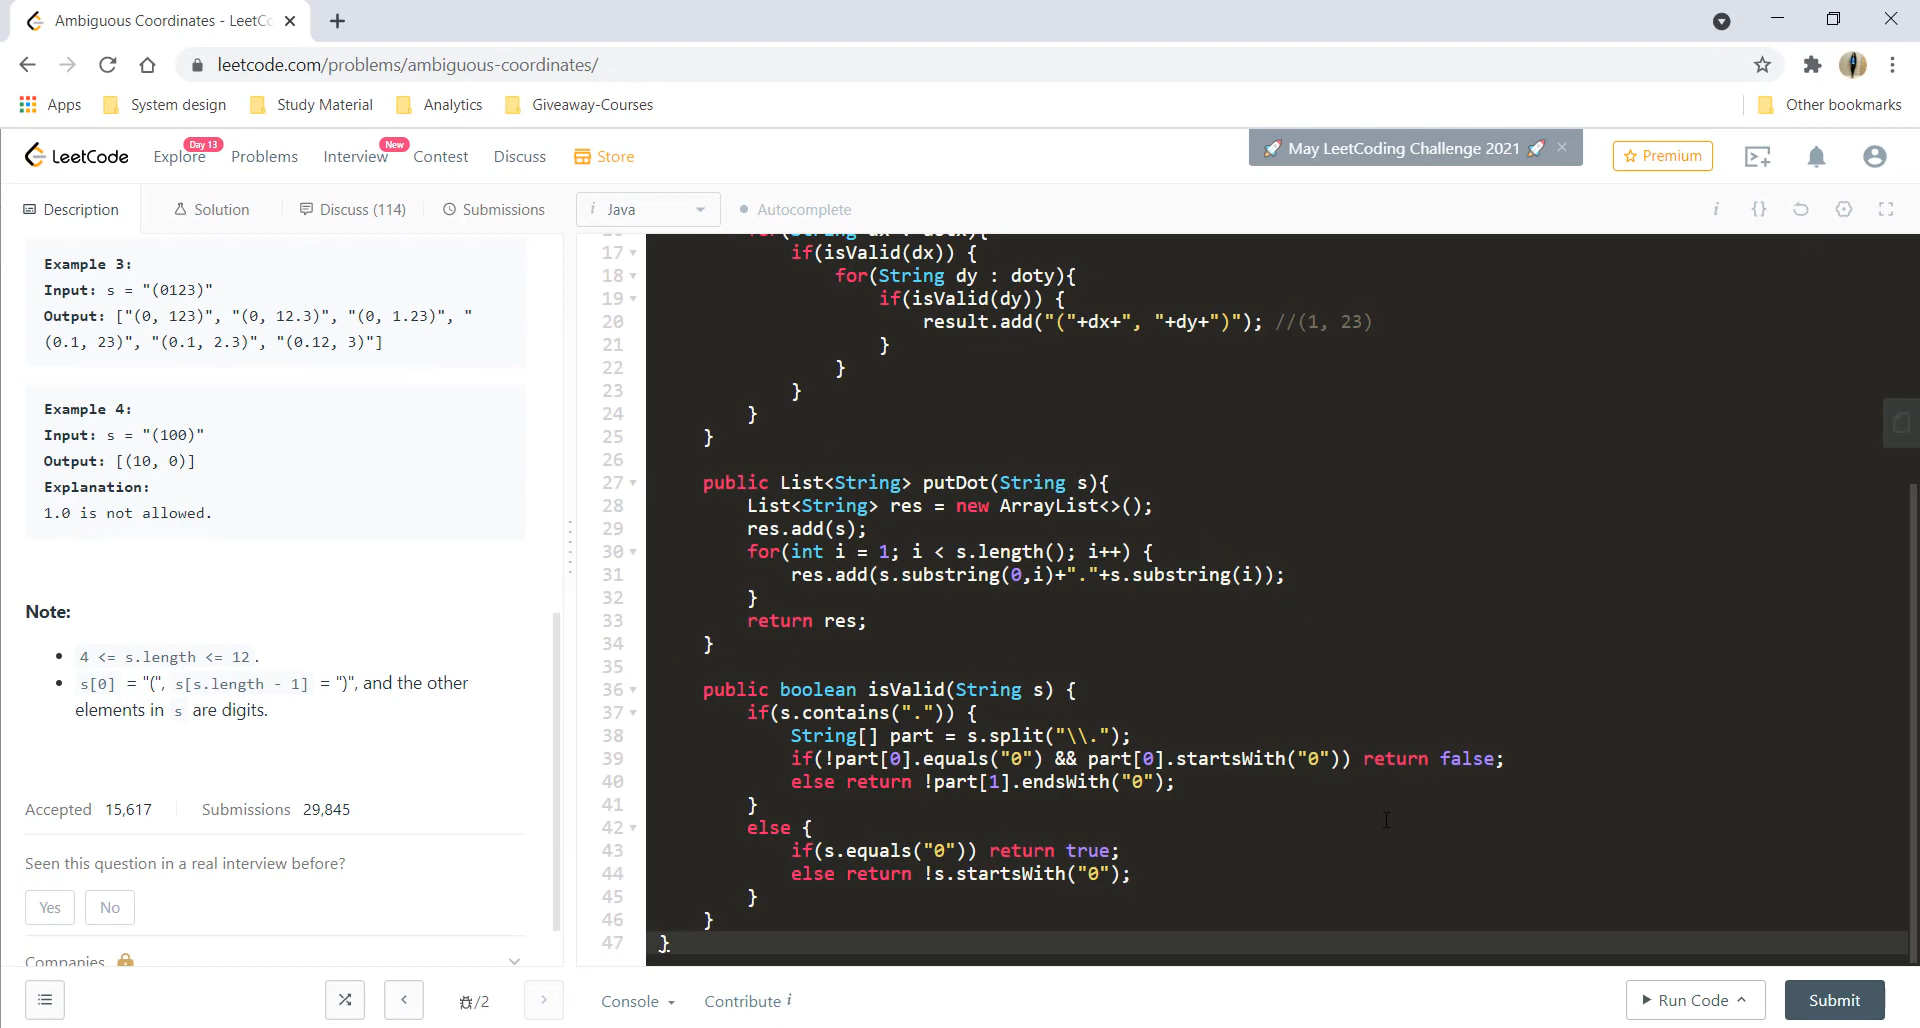 Ambiguous Coordinates - LeetCo
leetcode.com/problems/ambiguous-coordinates/
Apps System design Study Material Analytics Giveaway-Courses Other bookmarks
LeetCode Explore Day 13 Problems Interview New Contest Discuss Store May LeetCoding Challenge 2021 Premium
Description Solution Discuss (114) Submissions i Java Autocomplete
Example 3:
Input: s = "(0123)"
Output: ["(0, 123)", "(0, 12.3)", "(0, 1.23)", "
(0.1, 23)", "(0.1, 2.3)", "(0.12, 3)"]
Example 4:
Input: s = "(100)"
Output: [(10, 0)]
Explanation:
1.0 is not allowed.
Note:
4 <= s.length <= 12.
s[0] = "(", s[s.length - 1] = ")", and the other
elements in s are digits.
Accepted 15,617 Submissions 29,845
Seen this question in a real interview before?
Yes No
Companies
17 if(isValid(dx)) {
18 for(String dy : doty){
19 if(isValid(dy)) {
20 result.add("("+dx+", "+dy+")"); //(1, 23)
21 }
22 }
23 }
24 }
25 }
26
27 public List<String> putDot(String s){
28 List<String> res = new ArrayList<>();
29 res.add(s);
30 for(int i = 1; i < s.length(); i++) {
31 res.add(s.substring(0,i)+"."+s.substring(i));
32 }
33 return res;
34 }
35
36 public boolean isValid(String s) {
37 if(s.contains(".")) {
38 String[] part = s.split("\\.");
39 if(!part[0].equals("0") && part[0].startsWith("0")) return false;
40 else return !part[1].endsWith("0");
41 }
42 else {
43 if(s.equals("0")) return true;
44 else return !s.startsWith("0");
45 }
46 }
47 }
/2 Console Contribute i Run Code Submit